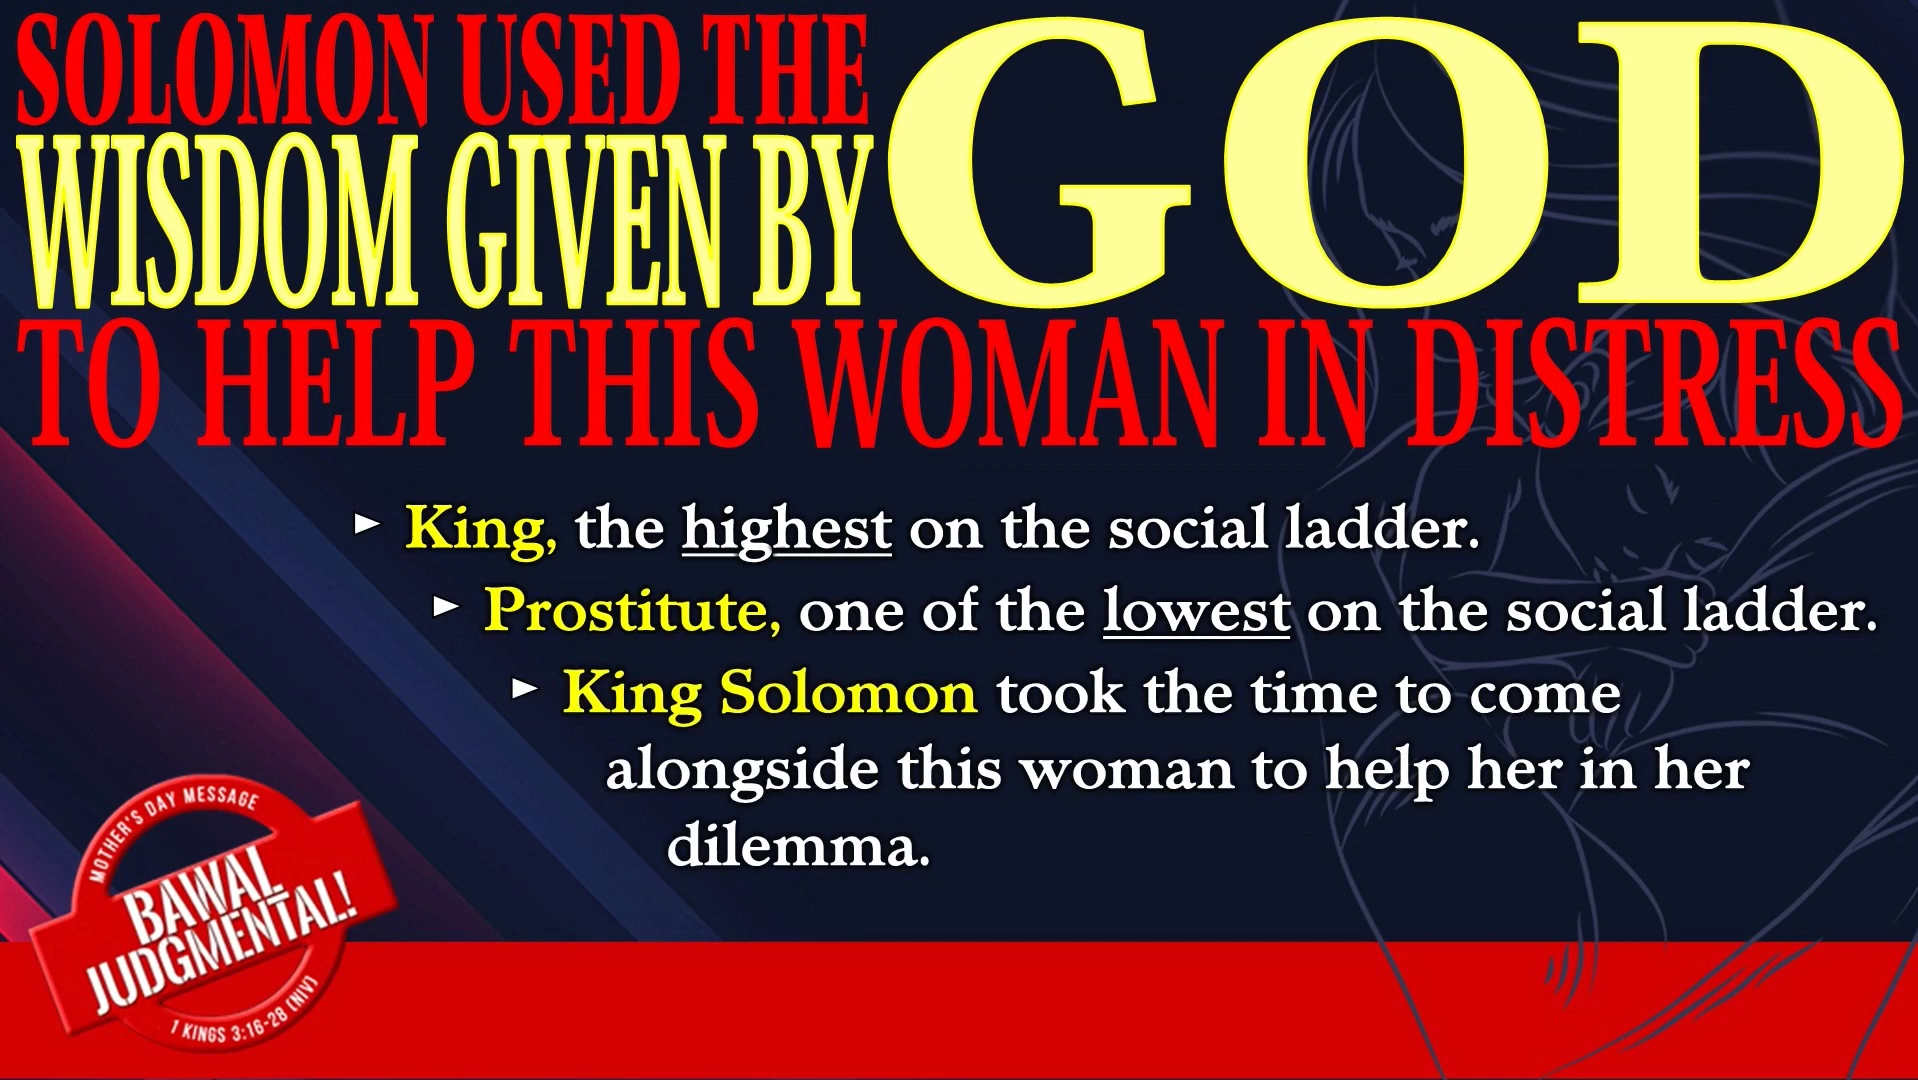 SOLOMON USED THE
WISDOM GIVEN BY GOD
TO HELP THIS WOMAN IN DISTRESS
► King, the highest on the social ladder.
► Prostitute, one of the lowest on the social ladder.
► King Solomon took the time to come
alongside this woman to help her in her
dilemma.
MOTHER'S DAY MESSAGE
BAWAL
JUDGMENTAL!
1 KINGS 3:16-28 (NIV)